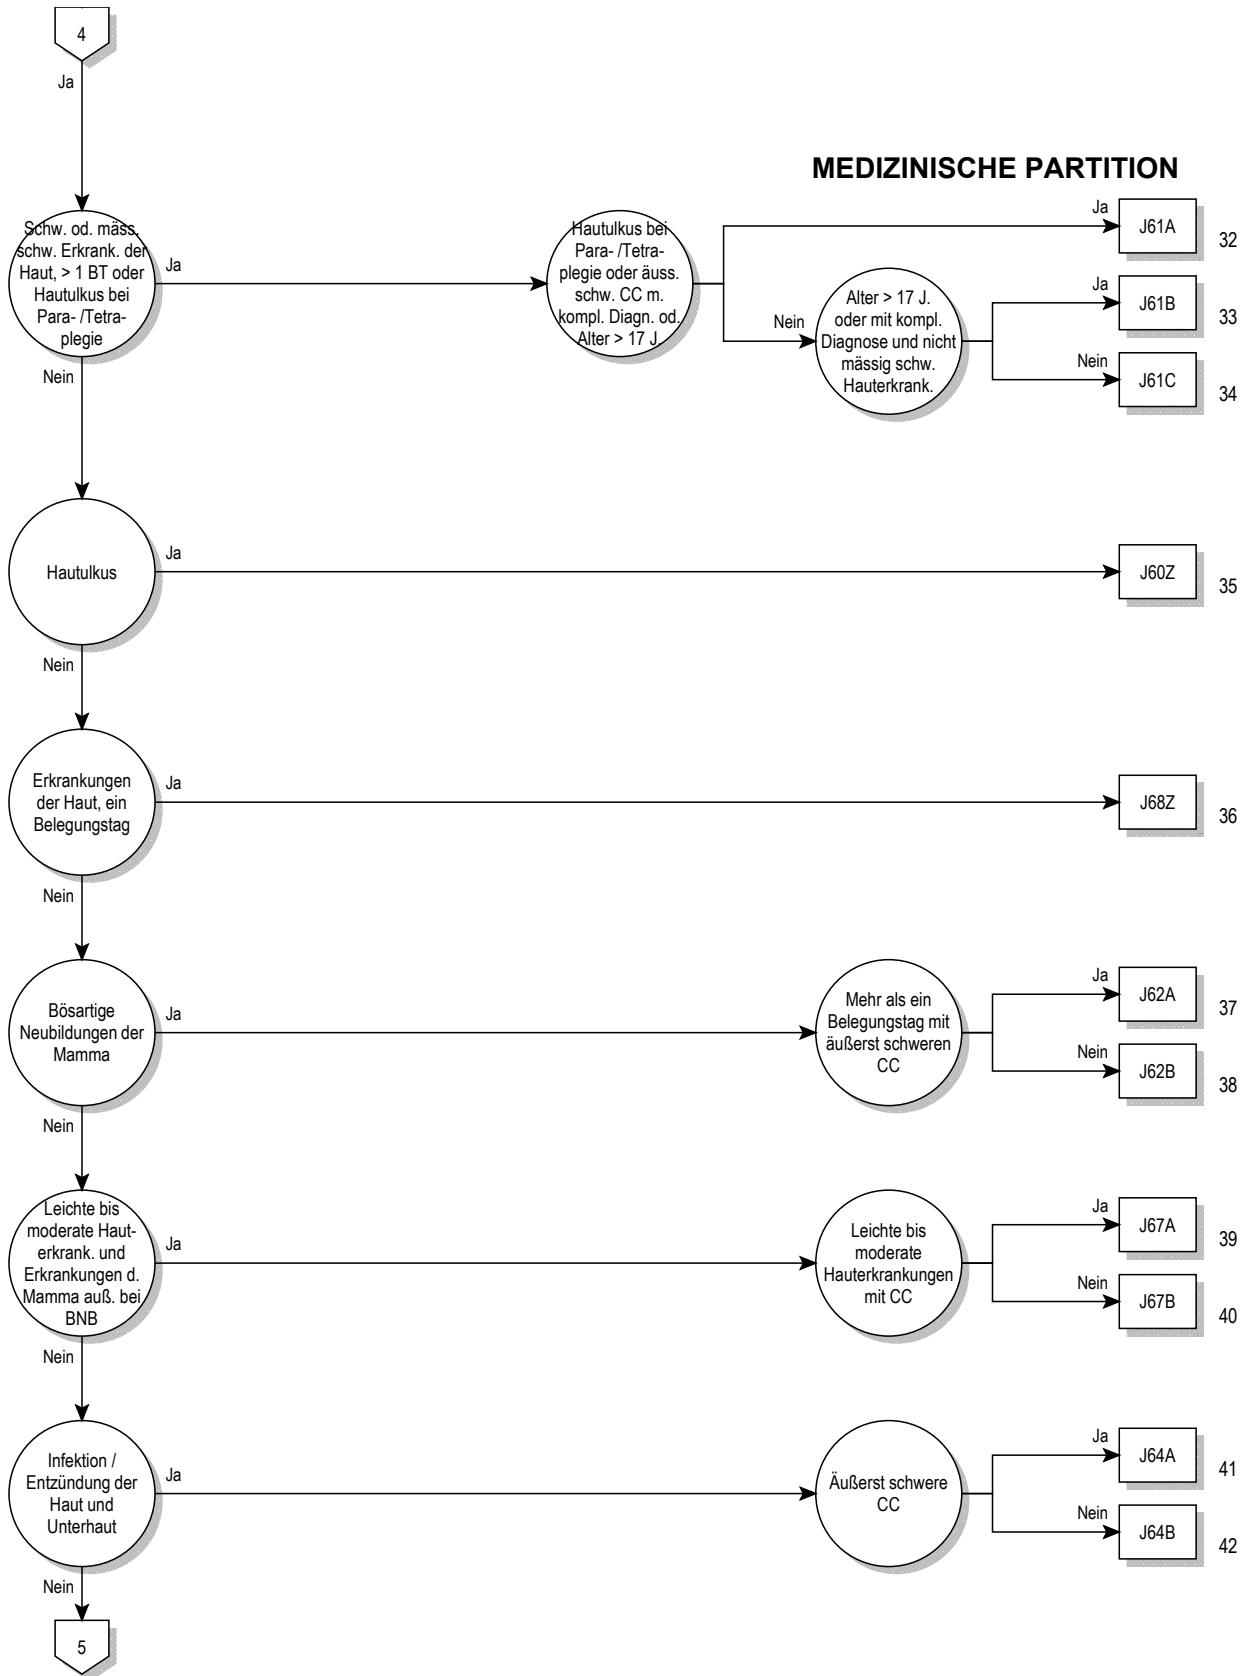 4
Ja
MEDIZINISCHE PARTITION
Schw. od. mäss.
schw. Erkrank. der
Haut, > 1 BT oder
Hautulkus bei
Para- /Tetra-
plegie
Ja
Hautulkus bei
Para- /Tetra-
plegie oder äuss.
schw. CC m.
kompl. Diagn. od.
Alter > 17 J.
Ja
J61A
32
Nein
Alter > 17 J.
oder mit kompl.
Diagnose und nicht
mässig schw.
Hauterkrank.
Ja
J61B
33
Nein
J61C
34
Nein
Hautulkus
Ja
J60Z
35
Nein
Erkrankungen
der Haut, ein
Belegungstag
Ja
J68Z
36
Nein
Bösartige
Neubildungen der
Mamma
Ja
Mehr als ein
Belegungstag mit
äußerst schweren
CC
Ja
J62A
37
Nein
J62B
38
Nein
Leichte bis
moderate Haut-
erkrank. und
Erkrankungen d.
Mamma auß. bei
BNB
Ja
Leichte bis
moderate
Hauterkrankungen
mit CC
Ja
J67A
39
Nein
J67B
40
Nein
Infektion /
Entzündung der
Haut und
Unterhaut
Ja
Äußerst schwere
CC
Ja
J64A
41
Nein
J64B
42
Nein
5